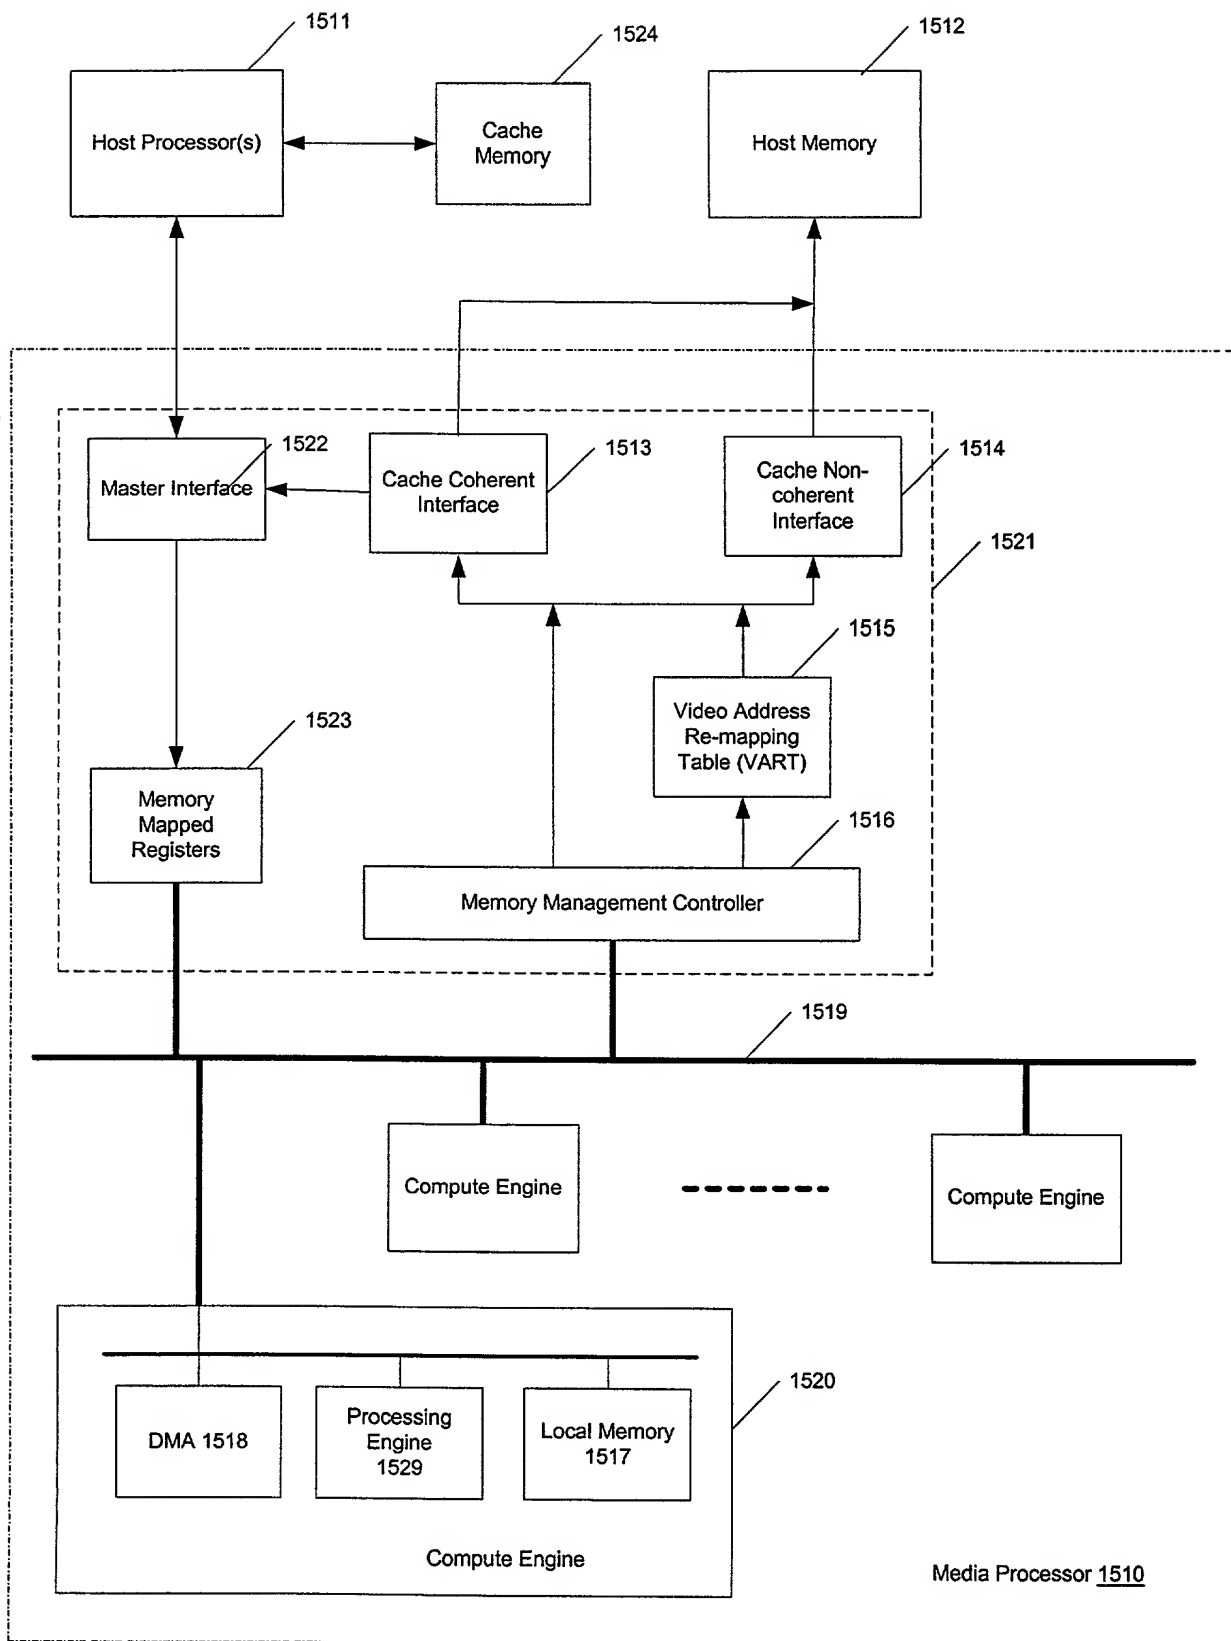 1511
1524
1512
Host Processor(s)
Cache
Memory
Host Memory
1522
Master Interface
1513
Cache Coherent
Interface
1514
Cache Non-
coherent
Interface
1521
1515
Video Address
Re-mapping
Table (VART)
1523
Memory
Mapped
Registers
1516
Memory Management Controller
1519
Compute Engine
Compute Engine
1520
DMA 1518
Processing
Engine
1529
Local Memory
1517
Compute Engine
Media Processor 1510